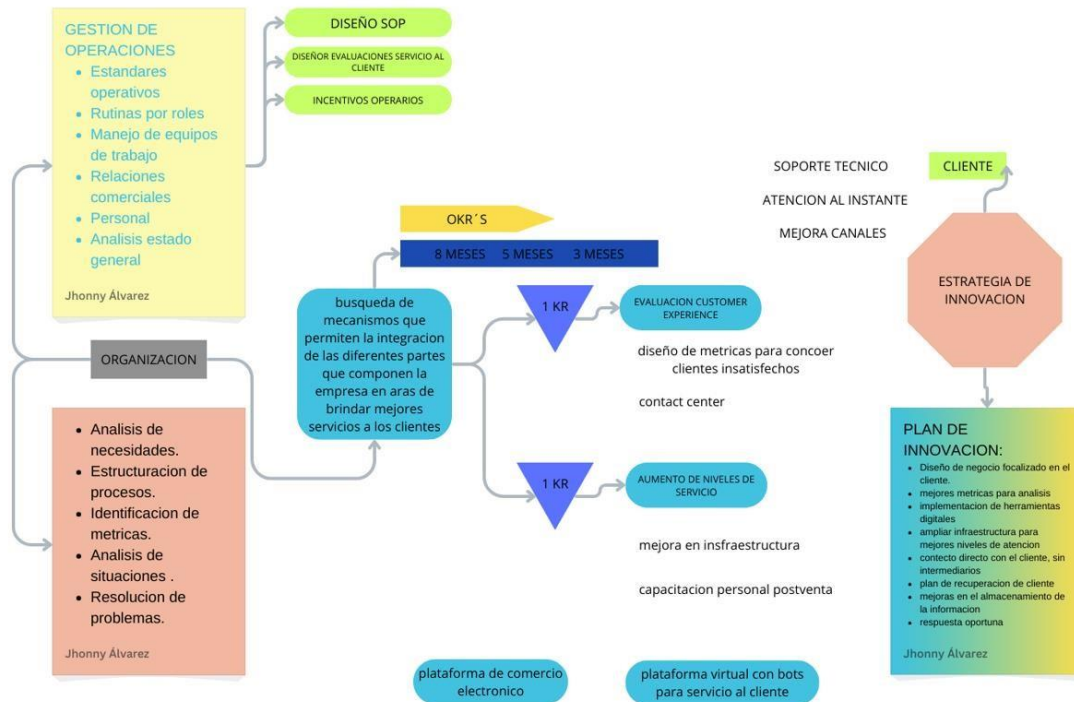 GESTION DE
OPERACIONES
Estandares
operativos
Rutinas por roles
Manejo de equipos
de trabajo
Relaciones
comerciales
Personal
Analisis estado
general
Jhonny Álvarez
DISEÑO SOP
DISEÑOR EVALUACIONES SERVICIO AL
CLIENTE
INCENTIVOS OPERARIOS
ORGANIZACION
Analisis de
necesidades.
Estructuracion de
procesos.
Identificacion de
metricas.
Analisis de
situaciones .
Resolucion de
problemas.
Jhonny Álvarez
OKR´S
8 MESES 5 MESES 3 MESES
busqueda de
mecanismos que
permiten la integracion
de las diferentes partes
que componen la
empresa en aras de
brindar mejores
servicios a los clientes
1 KR
EVALUACION CUSTOMER
EXPERIENCE
diseño de metricas para concoer
clientes insatisfechos
contact center
1 KR
AUMENTO DE NIVELES DE
SERVICIO
mejora en insfraestructura
capacitacion personal postventa
plataforma de comercio
electronico
plataforma virtual con bots
para servicio al cliente
SOPORTE TECNICO
ATENCION AL INSTANTE
MEJORA CANALES
CLIENTE
ESTRATEGIA DE
INNOVACION
PLAN DE
INNOVACION:
Diseño de negocio focalizado en el
cliente.
mejores metricas para analisis
implementacion de herramientas
digitales
ampliar infraestructura para
mejores niveles de atencion
contecto directo con el cliente, sin
intermediarios
plan de recuperacion de cliente
mejoras en el almacenamiento de
la informacion
respuesta oportuna
Jhonny Álvarez